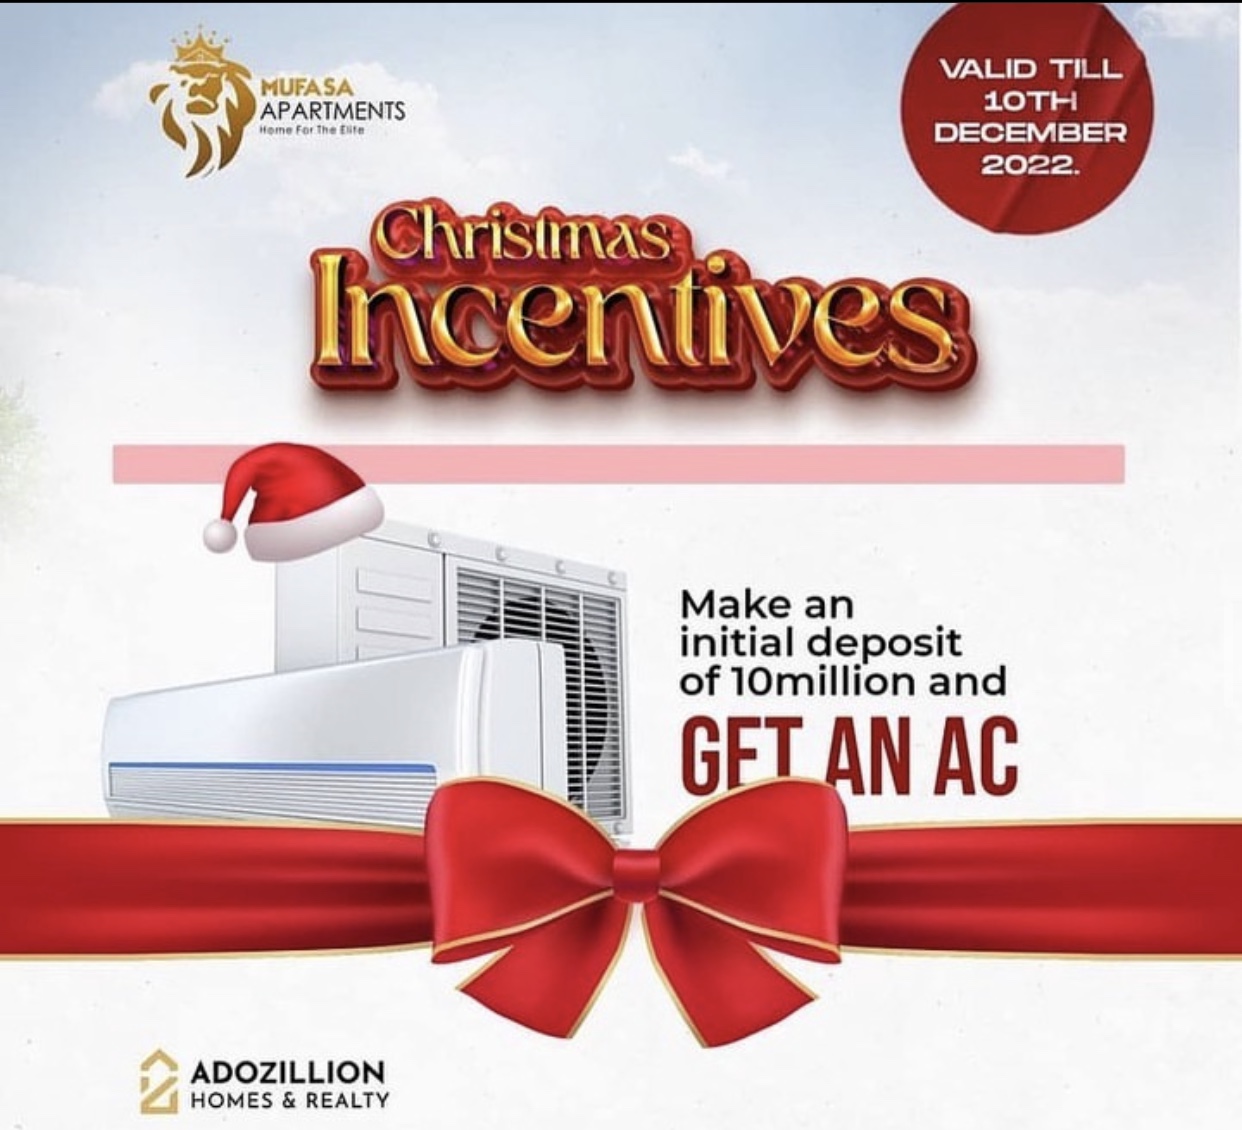 MUFASA
APARTMENTS
Home For The Elite
VALID TILL
10TH
DECEMBER
2022.
Christmas
Incentives
Make an
initial deposit
of 10million and
GET AN AC
ADOZILLION
HOMES & REALTY